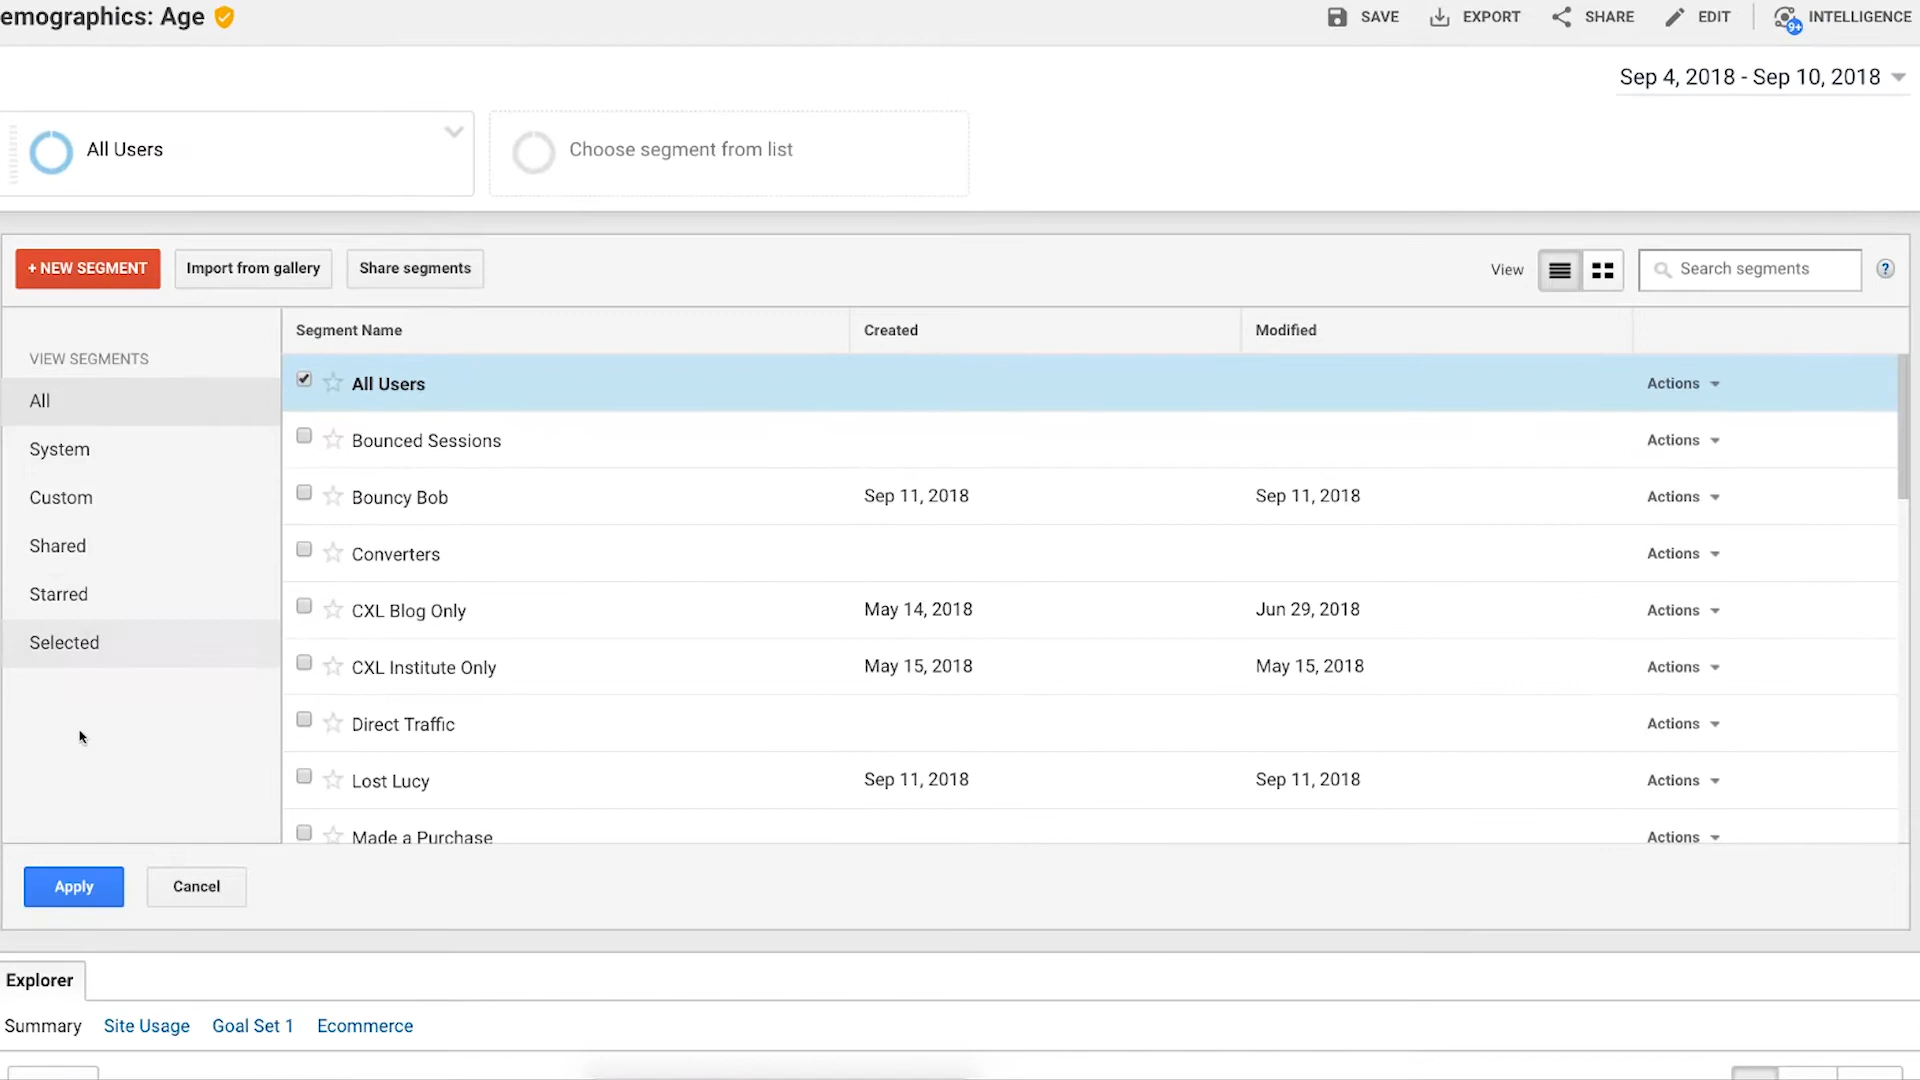 emographics: Age
SAVE EXPORT SHARE EDIT 9+ INTELLIGENCE
Sep 4, 2018 - Sep 10, 2018
All Users
Choose segment from list
+ NEW SEGMENT Import from gallery Share segments View Search segments ?
Segment Name Created Modified
VIEW SEGMENTS
All
System
Custom
Shared
Starred
Selected
All Users Actions
Bounced Sessions Actions
Bouncy Bob Sep 11, 2018 Sep 11, 2018 Actions
Converters Actions
CXL Blog Only May 14, 2018 Jun 29, 2018 Actions
CXL Institute Only May 15, 2018 May 15, 2018 Actions
Direct Traffic Actions
Lost Lucy Sep 11, 2018 Sep 11, 2018 Actions
Made a Purchase Actions
Apply Cancel
Explorer
Summary Site Usage Goal Set 1 Ecommerce